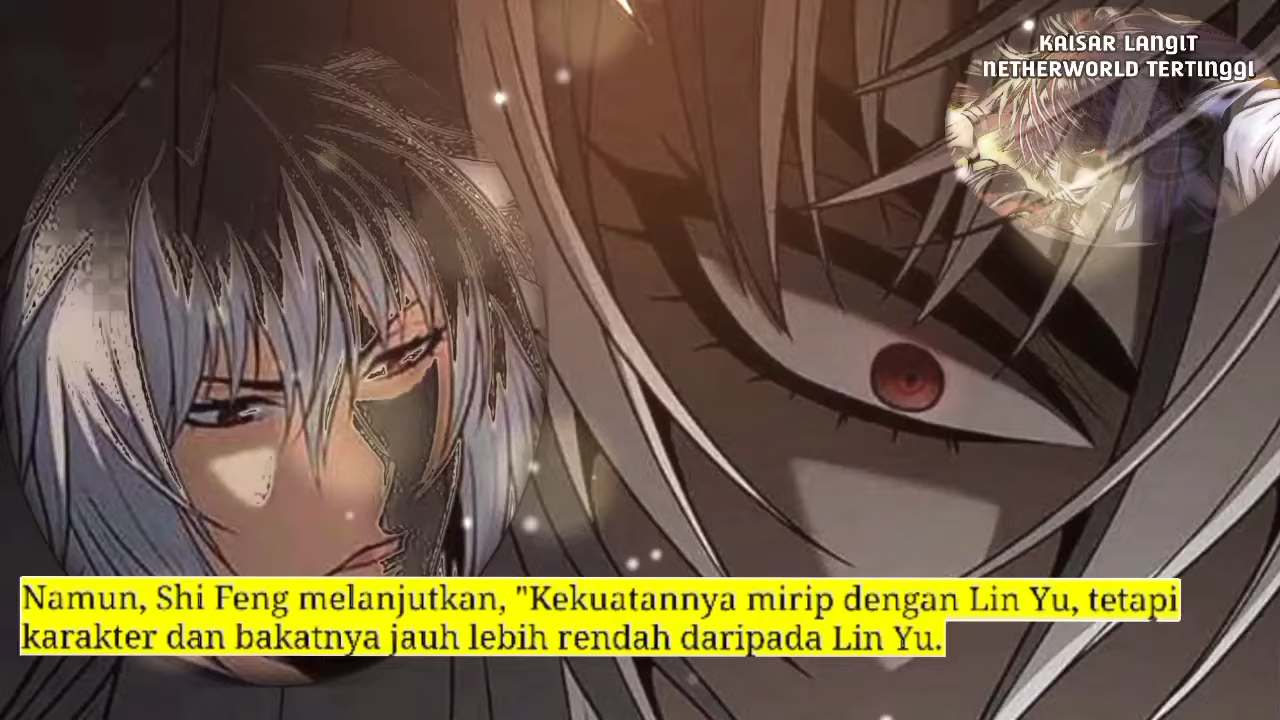 KAISAR LANGIT
NETHERWORLD TERTINGGI
Namun, Shi Feng melanjutkan, "Kekuatannya mirip dengan Lin Yu, tetapi
karakter dan bakatnya jauh lebih rendah daripada Lin Yu.